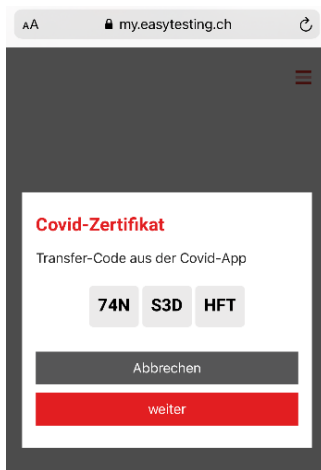 AA my.easytesting.ch
Covid-Zertifikat
Transfer-Code aus der Covid-App
74N S3D HFT
Abbrechen
weiter